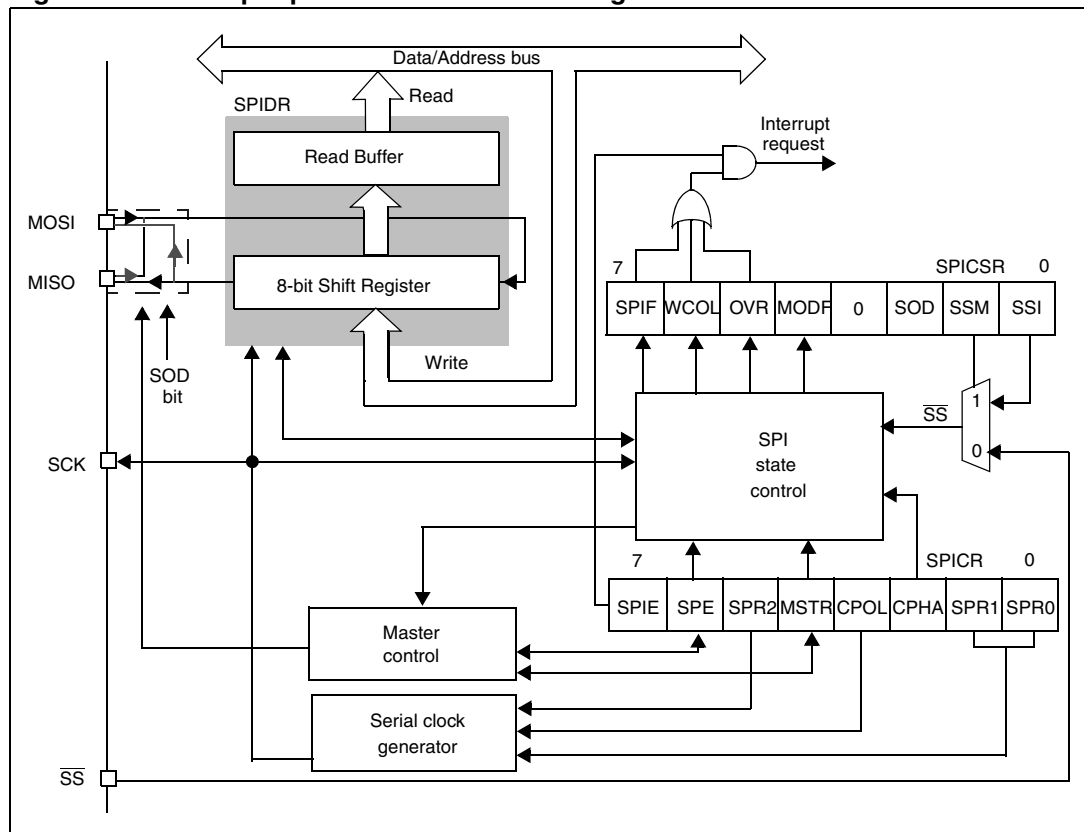 Data/Address bus
SPIDR
Read
Read Buffer
Interrupt
request
MOSI
MISO
8-bit Shift Register
7
SPICSR
0
SPIF WCOL OVR MODF 0 SOD SSM SSI
Write
SOD
bit
1
SS
0
SCK
SPI
state
control
7
SPICR
0
SPIE SPE SPR2 MSTR CPOL CPHA SPR1 SPR0
Master
control
Serial clock
generator
SS